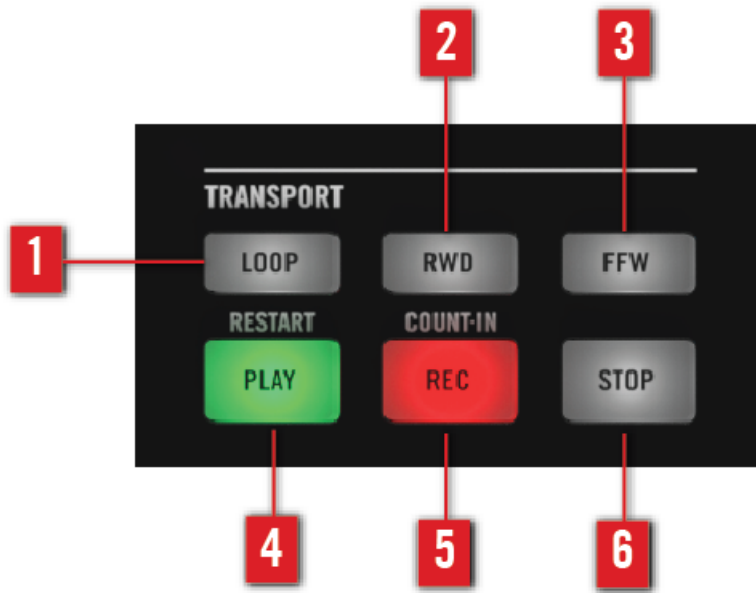 2 3
TRANSPORT
1 LOOP RWD FFW
RESTART COUNT-IN
PLAY REC STOP
4 5 6